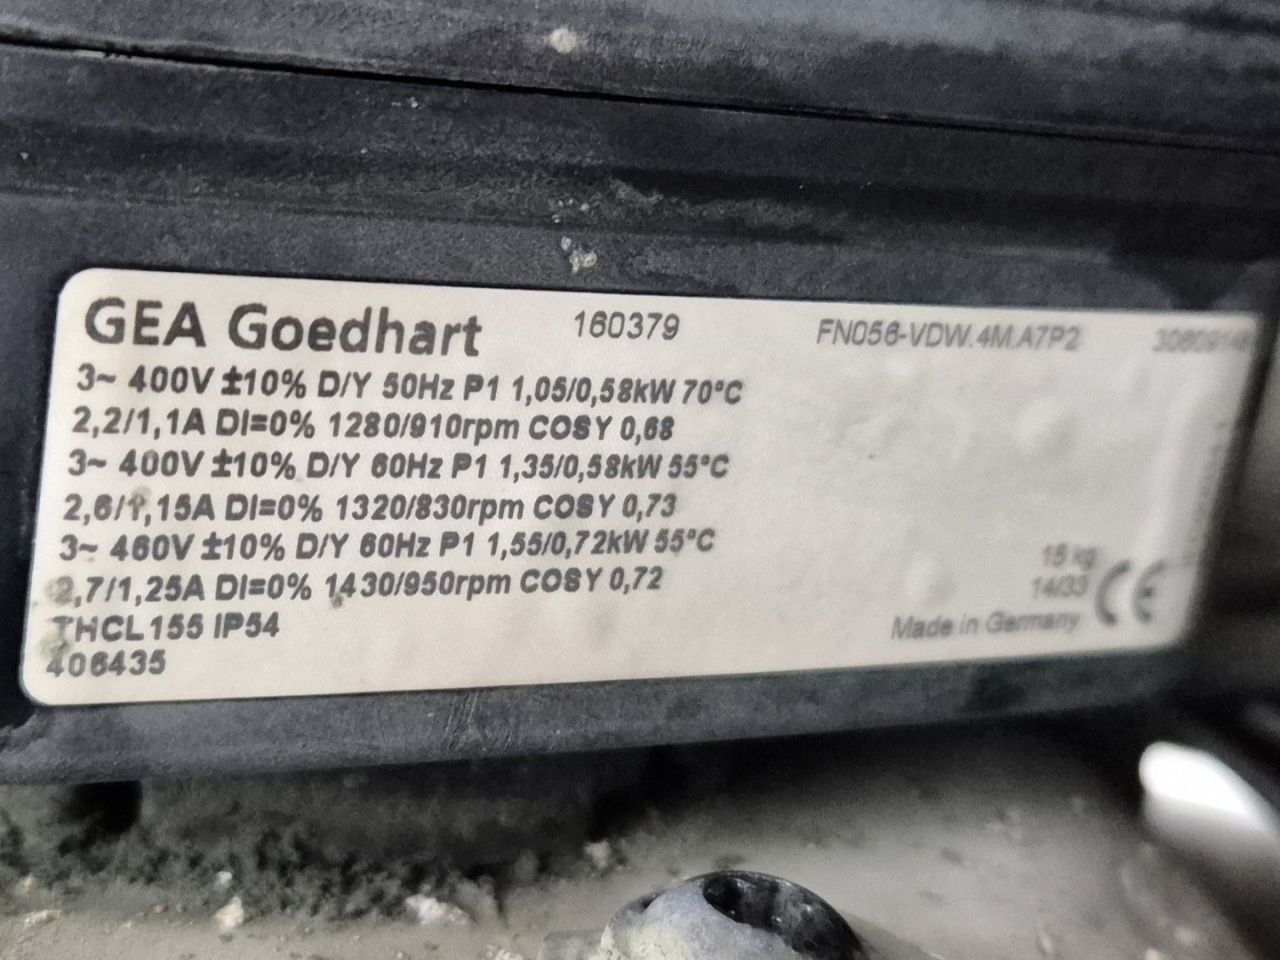 GEA Goedhart 160379 FN056-VDW.4M.A7P2
3~ 400V ±10% D/Y 50Hz P1 1,05/0,58kW 70°C
2,2/1,1A DI=0% 1280/910rpm COSY 0,68
3~ 400V ±10% D/Y 60Hz P1 1,35/0,58kW 55°C
2,6/1,15A DI=0% 1320/830rpm COSY 0,73
3~ 460V ±10% D/Y 60Hz P1 1,55/0,72kW 55°C
2,7/1,25A DI=0% 1430/950rpm COSY 0,72
THCL155 IP54
406435
15 kg
14/33
Made in Germany CE